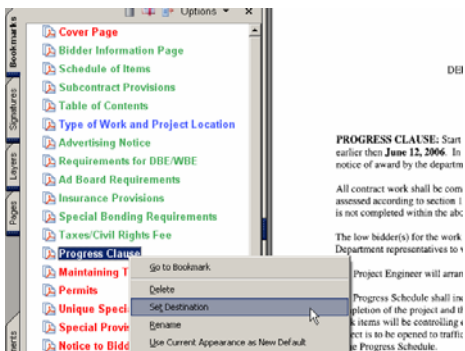 Options
Bookmarks
Signatures
Layers
Pages
Cover Page
Bidder Information Page
Schedule of Items
Subcontract Provisions
Table of Contents
Type of Work and Project Location
Advertising Notice
Requirements for DBE/WBE
Ad Board Requirements
Insurance Provisions
Special Bonding Requirements
Taxes/Civil Rights Fee
Progress Clause
Maintaining T
Permits
Unique Speci
Special Provis
Notice to Bidd
Go to Bookmark
Delete
Set Destination
Rename
Use Current Appearance as New Default
DE
PROGRESS CLAUSE: Start
earlier then June 12, 2006. In
notice of award by the departm
All contract work shall be com
assessed according to section 1
is not completed within the abo
The low bidder(s) for the work
Department representatives to v
Project Engineer will arran
Progress Schedule shall inc
pletion of the project and th
k items will be controlling o
ect is to be opened to traffic
e Progress Schedule.